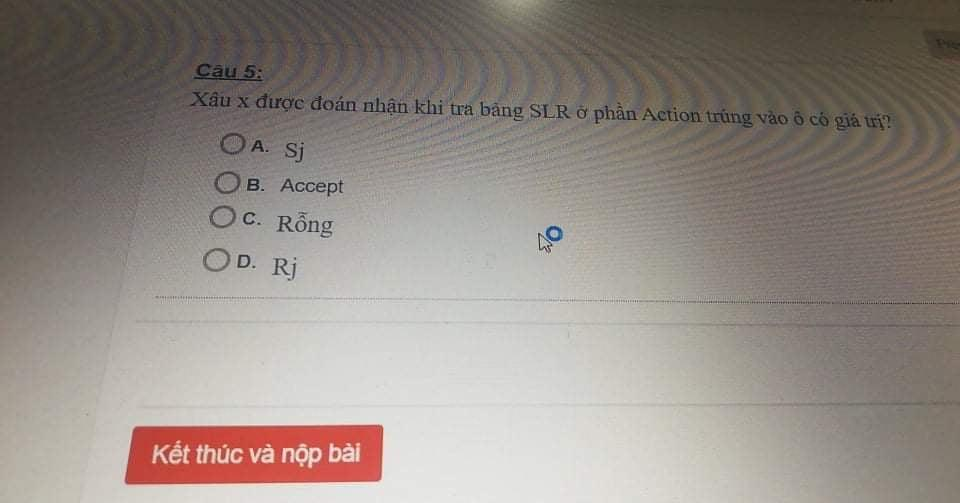 Câu 5:
Xâu x được đoán nhận khi tra bảng SLR ở phần Action trúng vào ô có giá trị?
A. Sj
B. Accept
C. Rỗng
D. Rj
Kết thúc và nộp bài